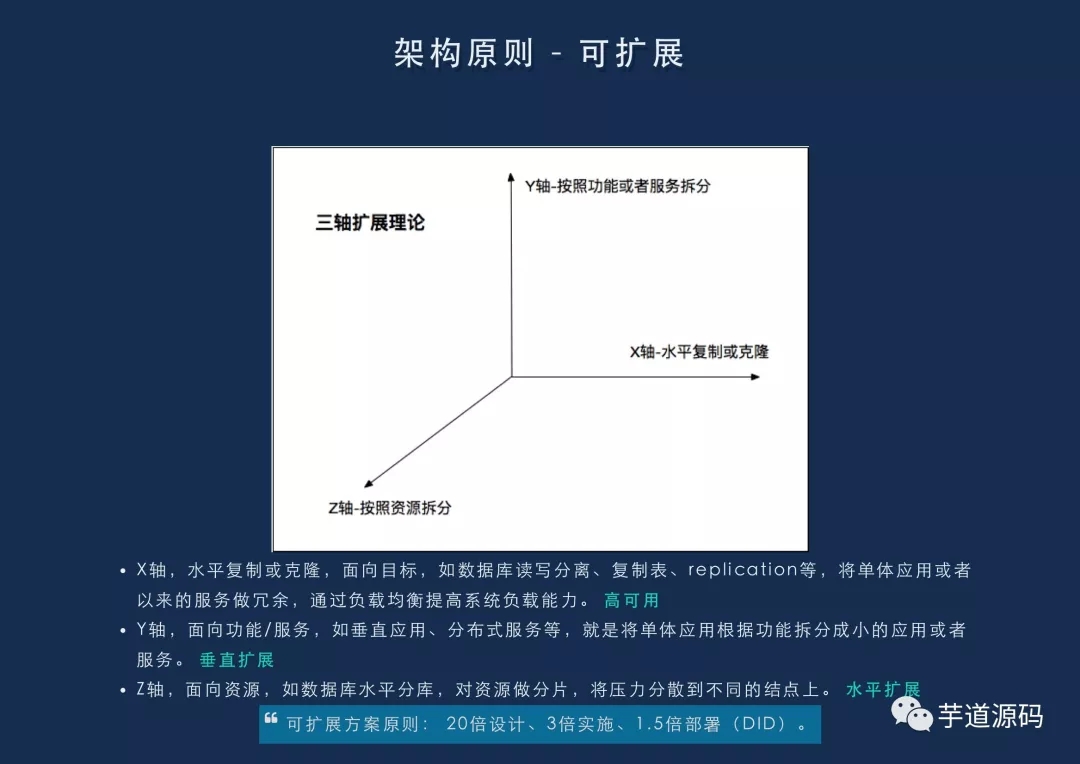 架构原则 - 可扩展
Y轴-按照功能或者服务拆分
三轴扩展理论
X轴-水平复制或克隆
Z轴-按照资源拆分
• X轴，水平复制或克隆，面向目标，如数据库读写分离、复制表、replication等，将单体应用或者
以来的服务做冗余，通过负载均衡提高系统负载能力。 高可用
• Y轴，面向功能/服务，如垂直应用、分布式服务等，就是将单体应用根据功能拆分成小的应用或者
服务。 垂直扩展
• Z轴，面向资源，如数据库水平分库，对资源做分片，将压力分散到不同的结点上。 水平扩展
❝ 可扩展方案原则： 20倍设计、3倍实施、1.5倍部署（DID）。
芋道源码